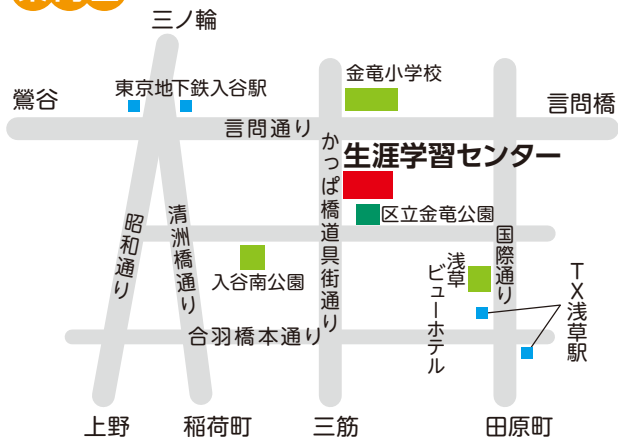 三ノ輪
金竜小学校
東京地下鉄入谷駅
鶯谷
言問橋
言問通り
生涯学習センター
かっぱ橋道具街通り
区立金竜公園
昭和通り
清洲橋通り
国際通り
入谷南公園
浅草
ビューホテル
TX浅草駅
合羽橋本通り
上野
稲荷町
三筋
田原町